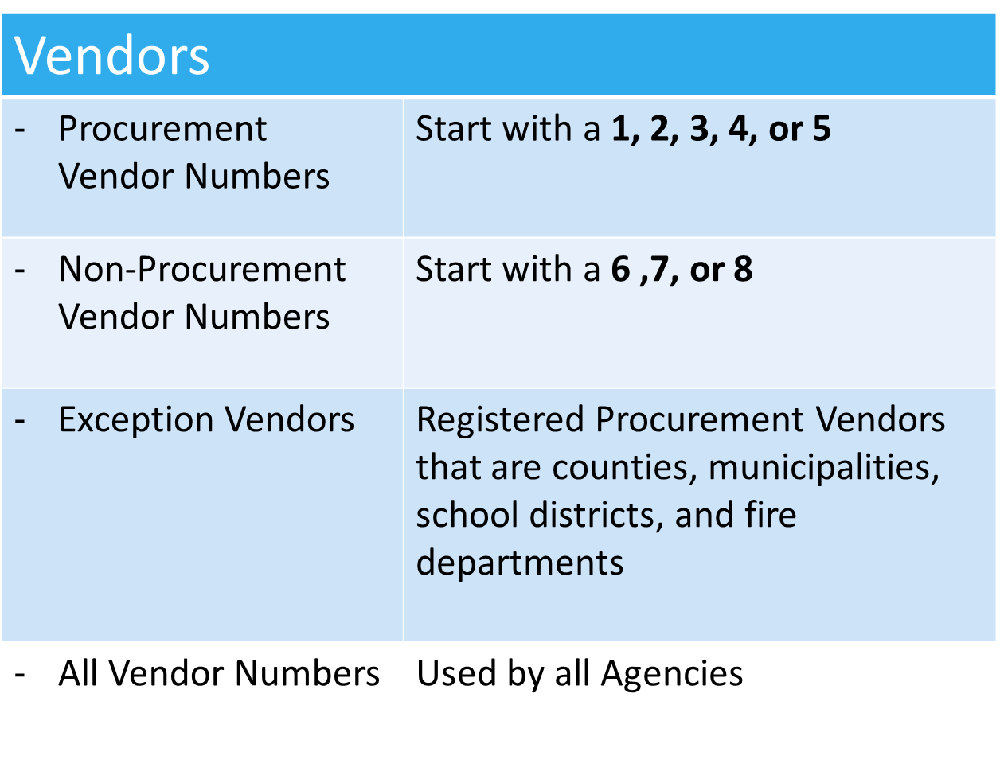 Vendors
- Procurement
Vendor Numbers
Start with a 1, 2, 3, 4, or 5
- Non-Procurement
Vendor Numbers
Start with a 6 ,7, or 8
- Exception Vendors
Registered Procurement Vendors
that are counties, municipalities,
school districts, and fire
departments
- All Vendor Numbers
Used by all Agencies